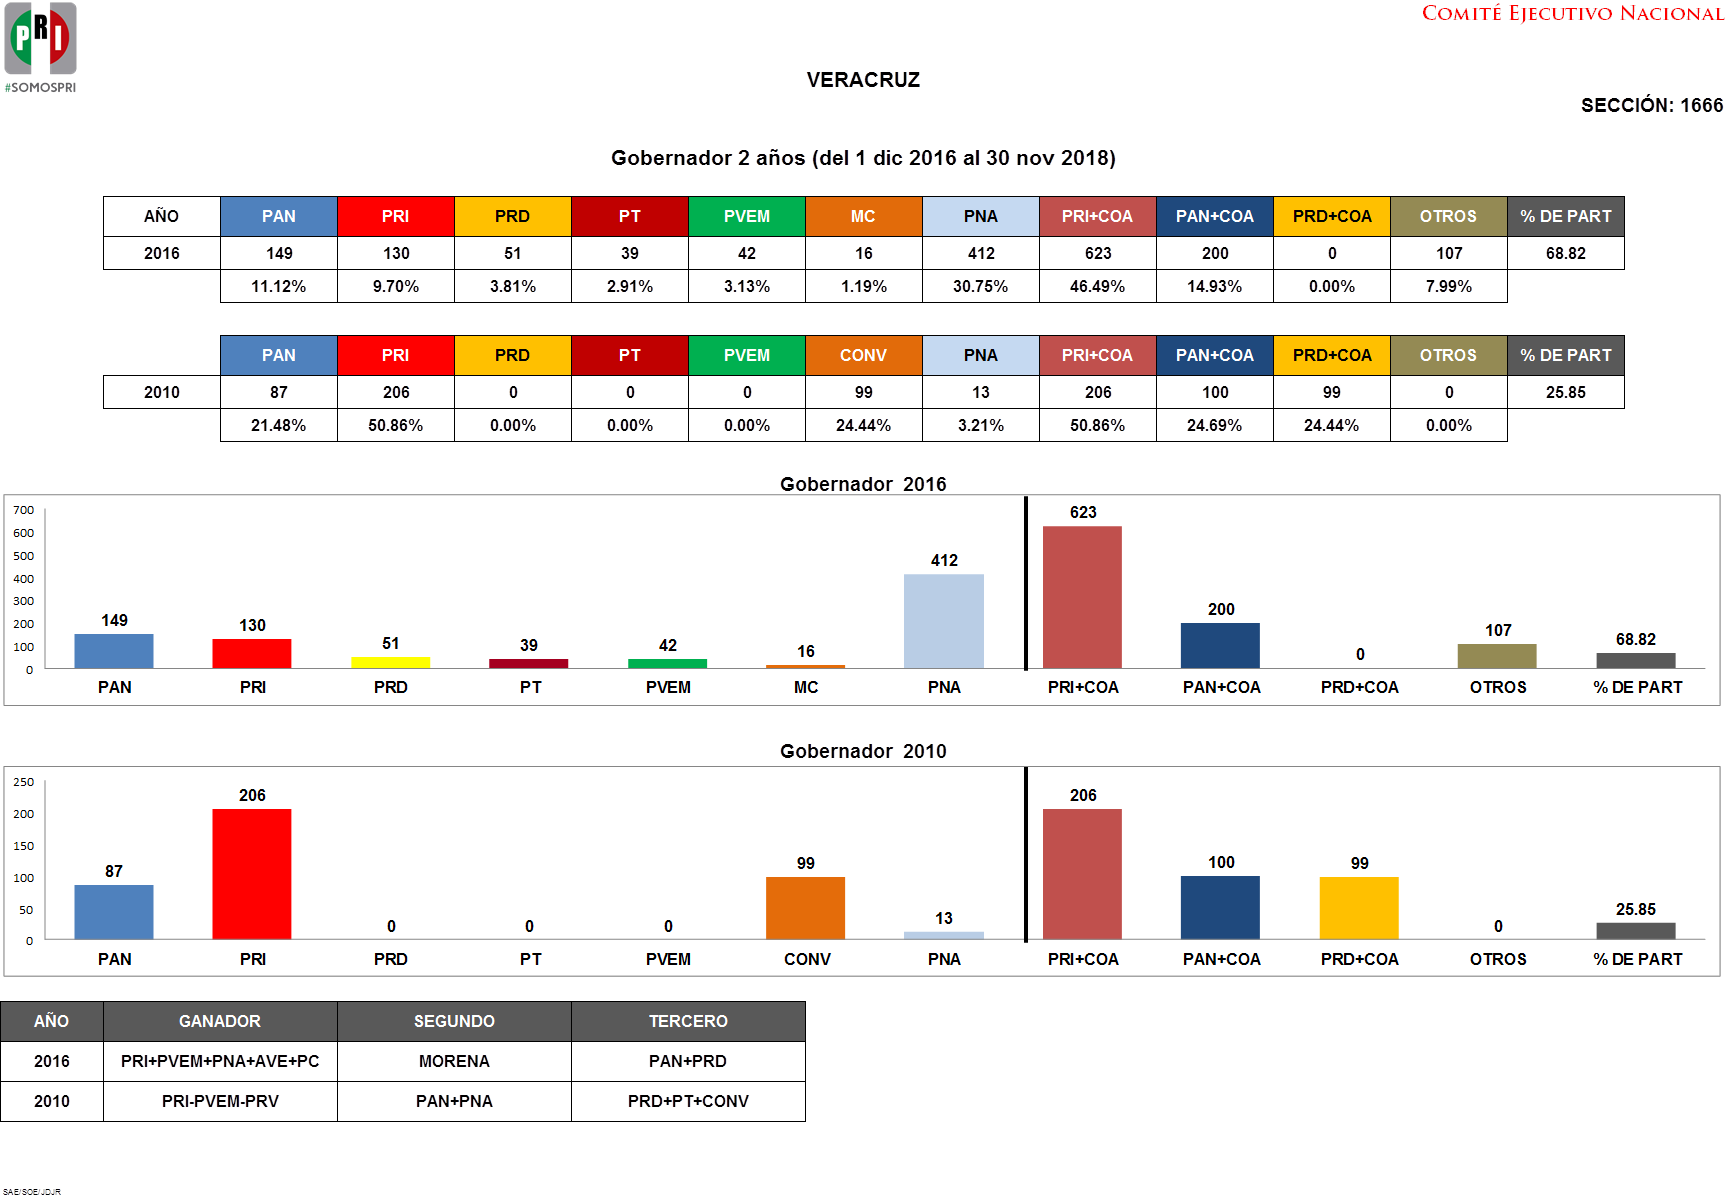 PRI
#SOMOSPRI
COMITÉ EJECUTIVO NACIONAL
VERACRUZ
SECCIÓN: 1666
Gobernador 2 años (del 1 dic 2016 al 30 nov 2018)
AÑO PAN PRI PRD PT PVEM MC PNA PRI+COA PAN+COA PRD+COA OTROS % DE PART
2016 149 130 51 39 42 16 412 623 200 0 107 68.82
11.12% 9.70% 3.81% 2.91% 3.13% 1.19% 30.75% 46.49% 14.93% 0.00% 7.99%
PAN PRI PRD PT PVEM CONV PNA PRI+COA PAN+COA PRD+COA OTROS % DE PART
2010 87 206 0 0 0 99 13 206 100 99 0 25.85
21.48% 50.86% 0.00% 0.00% 0.00% 24.44% 3.21% 50.86% 24.69% 24.44% 0.00%
Gobernador 2016
700
600
500
400
300
200
100
0
149 130 51 39 42 16 412 623 200 0 107 68.82
PAN PRI PRD PT PVEM MC PNA PRI+COA PAN+COA PRD+COA OTROS % DE PART
Gobernador 2010
250
200
150
100
50
0
87 206 0 0 0 99 13 206 100 99 0 25.85
PAN PRI PRD PT PVEM CONV PNA PRI+COA PAN+COA PRD+COA OTROS % DE PART
AÑO GANADOR SEGUNDO TERCERO
2016 PRI+PVEM+PNA+AVE+PC MORENA PAN+PRD
2010 PRI-PVEM-PRV PAN+PNA PRD+PT+CONV
SAE/SOE/JDJR